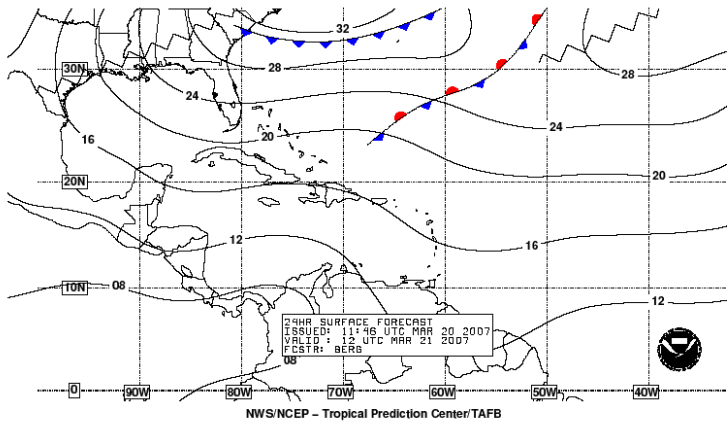 32
28
28
30N
24
24
16
20
20
20N
16
12
08
10N
12
24HR SURFACE FORECAST
ISSUED: 11:46 UTC MAR 20 2007
VALID : 12 UTC MAR 21 2007
FCSTR: BERG
08
0
90W
80W
70W
60W
50W
40W
NWS/NCEP – Tropical Prediction Center/TAFB